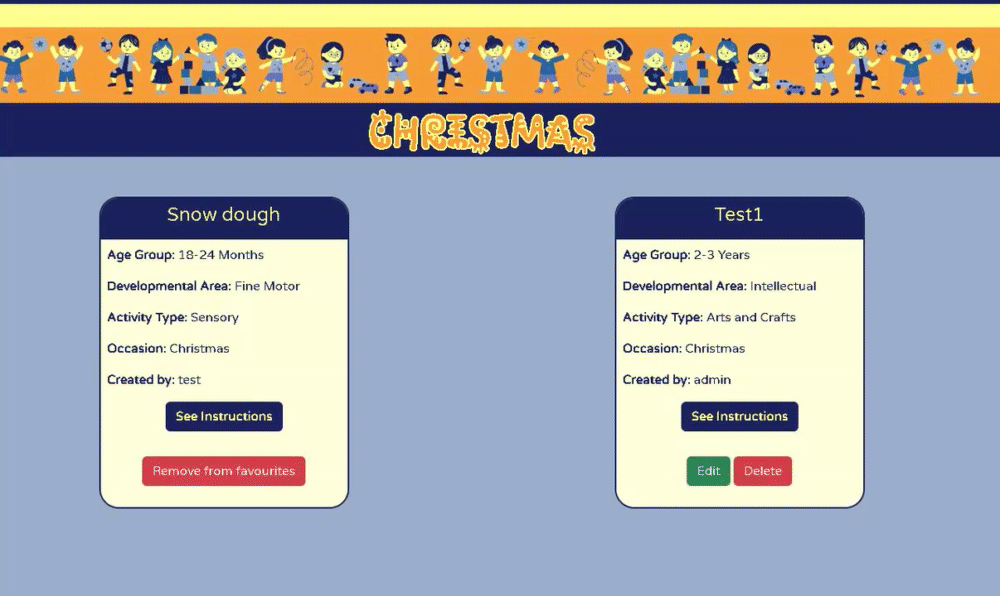 CHRISTMAS
Snow dough
Age Group: 18-24 Months
Developmental Area: Fine Motor
Activity Type: Sensory
Occasion: Christmas
Created by: test
See Instructions
Remove from favourites
Test1
Age Group: 2-3 Years
Developmental Area: Intellectual
Activity Type: Arts and Crafts
Occasion: Christmas
Created by: admin
See Instructions
Edit Delete